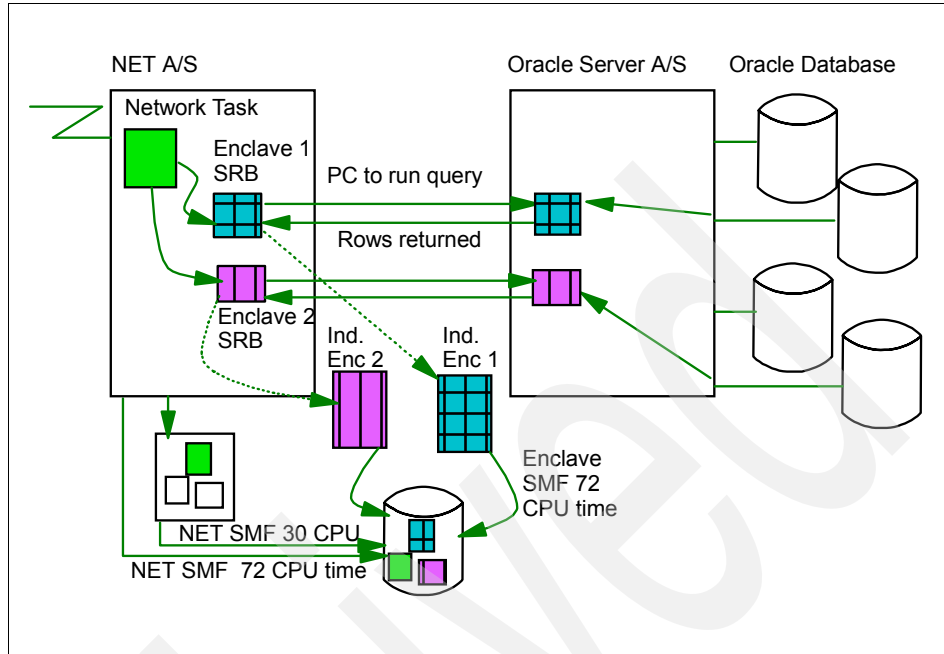 NET A/S
Oracle Server A/S
Oracle Database
Network Task
Enclave 1
SRB
PC to run query
Rows returned
Enclave 2
SRB
Ind.
Enc 2
Ind.
Enc 1
Enclave
SMF 72
CPU time
NET SMF 30 CPU
NET SMF 72 CPU time